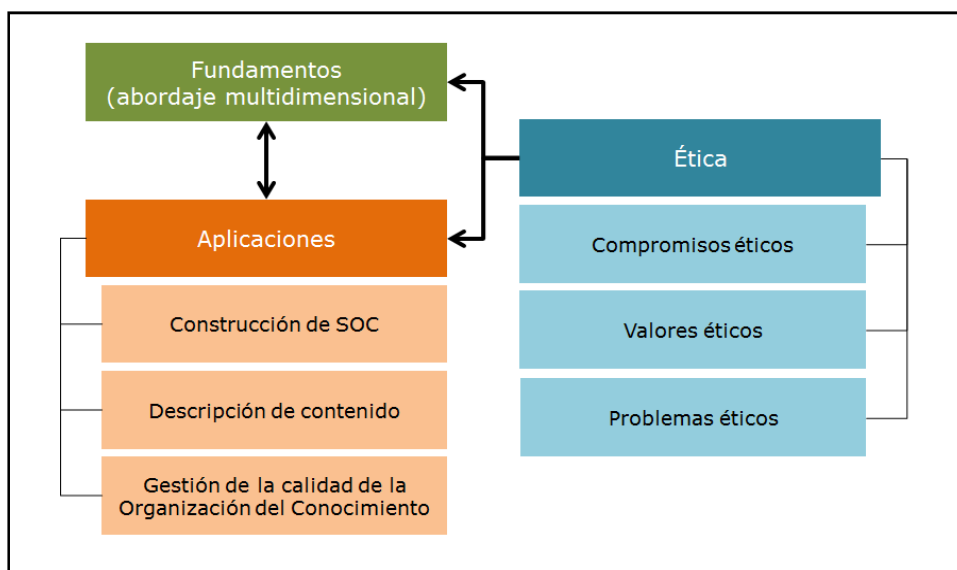 Fundamentos
(abordaje multidimensional)
Ética
Aplicaciones
Compromisos éticos
Construcción de SOC
Valores éticos
Descripción de contenido
Problemas éticos
Gestión de la calidad de la
Organización del Conocimiento